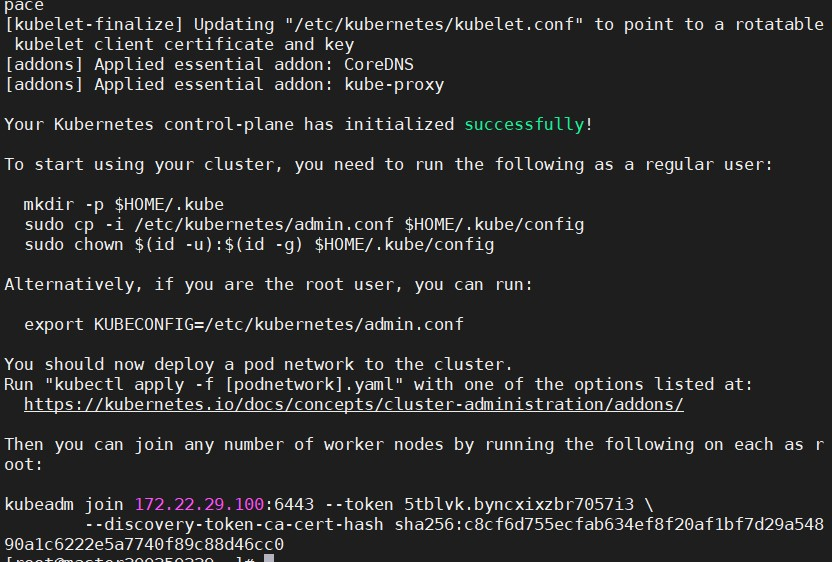 pace
[kubelet-finalize] Updating "/etc/kubernetes/kubelet.conf" to point to a rotatable
 kubelet client certificate and key
[addons] Applied essential addon: CoreDNS
[addons] Applied essential addon: kube-proxy

Your Kubernetes control-plane has initialized successfully!

To start using your cluster, you need to run the following as a regular user:

  mkdir -p $HOME/.kube
  sudo cp -i /etc/kubernetes/admin.conf $HOME/.kube/config
  sudo chown $(id -u):$(id -g) $HOME/.kube/config

Alternatively, if you are the root user, you can run:

  export KUBECONFIG=/etc/kubernetes/admin.conf

You should now deploy a pod network to the cluster.
Run "kubectl apply -f [podnetwork].yaml" with one of the options listed at:
  https://kubernetes.io/docs/concepts/cluster-administration/addons/

Then you can join any number of worker nodes by running the following on each as r
oot:

kubeadm join 172.22.29.100:6443 --token 5tblvk.byncxixzbr7057i3 \
        --discovery-token-ca-cert-hash sha256:c8cf6d755ecfab634ef8f20af1bf7d29a548
90a1c6222e5a7740f89c88d46cc0